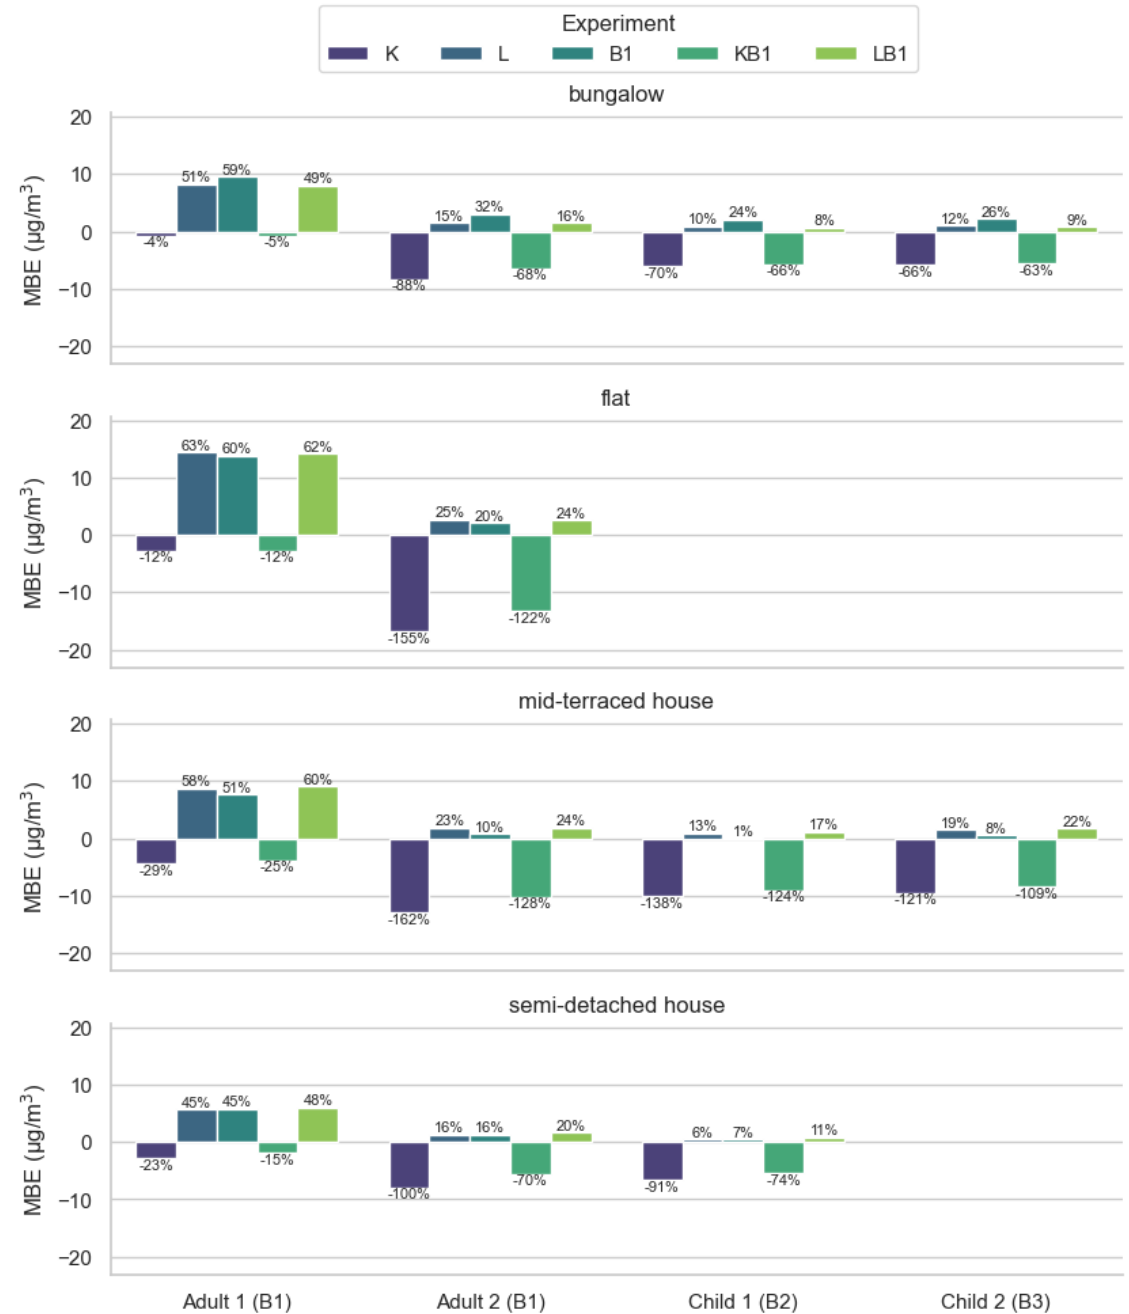 Experiment
K L B1 KB1 LB1
bungalow
MBE (µg/m³)
20
10
0
−10
−20
-4% 51% 59% -5% 49%
-88% 15% 32% -68% 16%
-70% 10% 24% -66% 8%
-66% 12% 26% -63% 9%
flat
MBE (µg/m³)
20
10
0
−10
−20
-12% 63% 60% -12% 62%
-155% 25% 20% -122% 24%
mid-terraced house
MBE (µg/m³)
20
10
0
−10
−20
-29% 58% 51% -25% 60%
-162% 23% 10% -128% 24%
-138% 13% 1% -124% 17%
-121% 19% 8% -109% 22%
semi-detached house
MBE (µg/m³)
20
10
0
−10
−20
-23% 45% 45% -15% 48%
-100% 16% 16% -70% 20%
-91% 6% 7% -74% 11%
Adult 1 (B1) Adult 2 (B1) Child 1 (B2) Child 2 (B3)